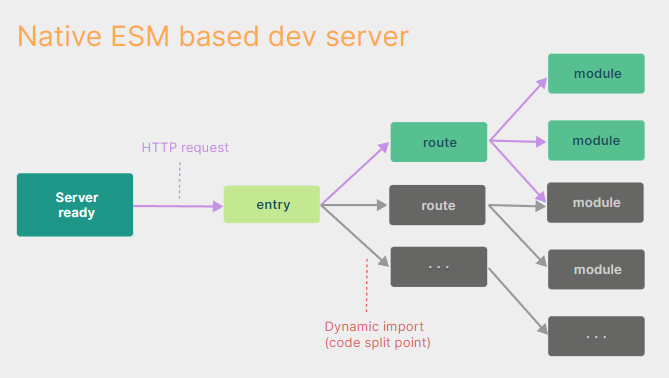 Native ESM based dev server
HTTP request
Server
ready
entry
route
route
· · ·
module
module
module
module
· · ·
Dynamic import
(code split point)